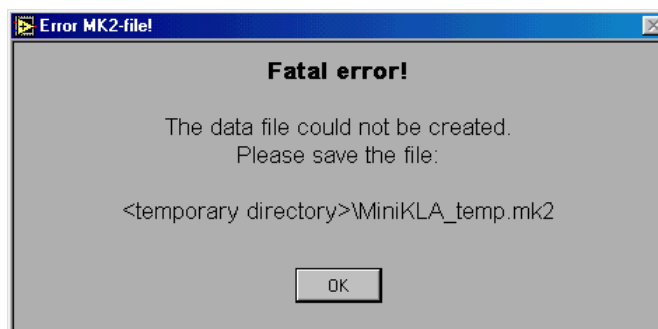 Error MK2-file!
Fatal error!
The data file could not be created.
Please save the file:
<temporary directory>\MiniKLA_temp.mk2
OK